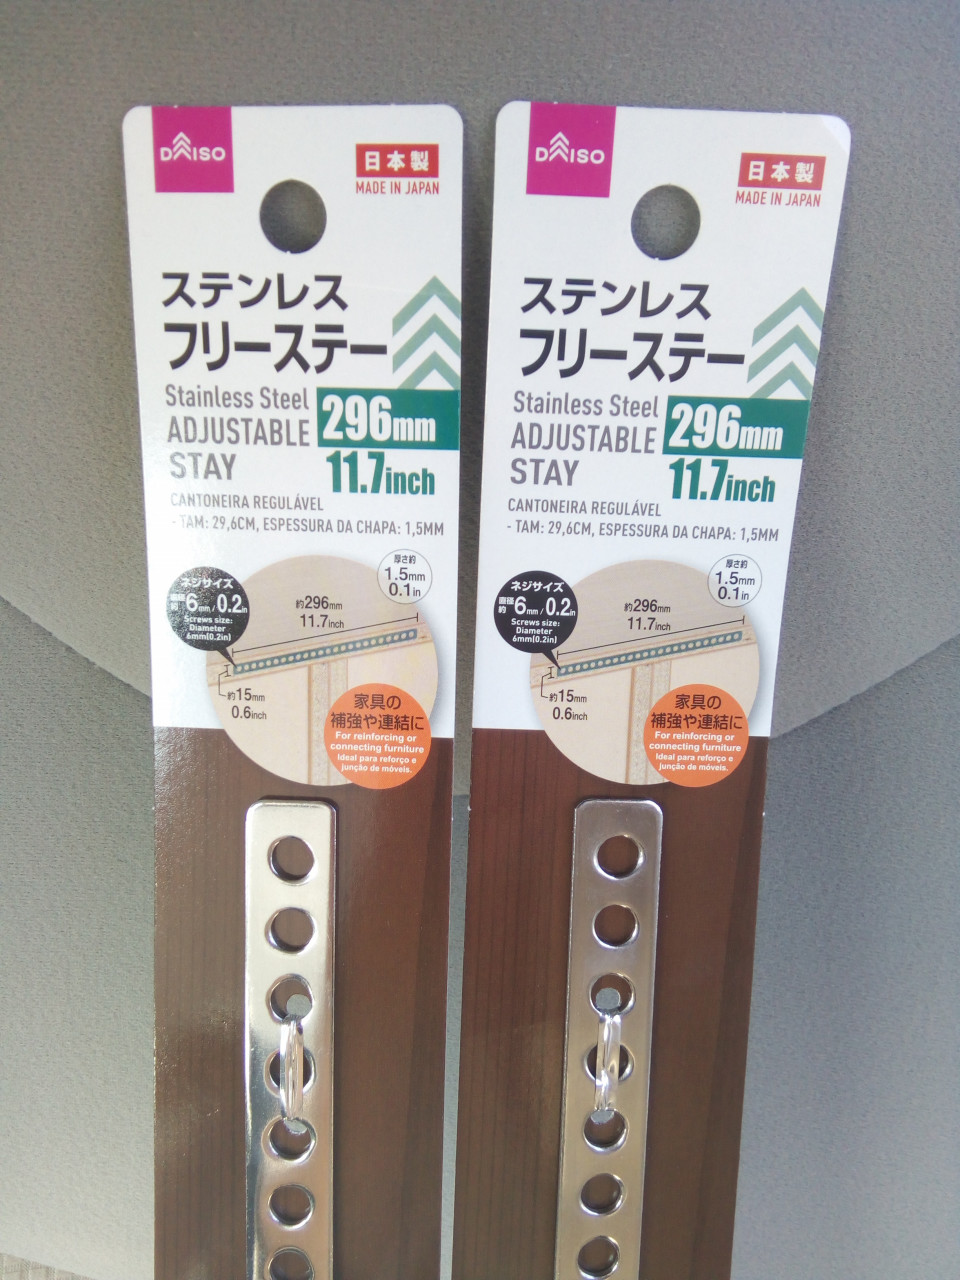 DAISO
日本製
MADE IN JAPAN
ステンレス
フリーステー
Stainless Steel
ADJUSTABLE
STAY
296mm
11.7inch
CANTONEIRA REGULÁVEL
- TAM: 29,6CM, ESPESSURA DA CHAPA: 1,5MM
ネジサイズ
直径約6mm/0.2in
Screws size:
Diameter
6mm(0.2in)
厚さ約
1.5mm
0.1in
約296mm
11.7inch
約15mm
0.6inch
家具の
補強や連結に
For reinforcing or
connecting furniture
Ideal para reforço e
junção de móveis.
DAISO
日本製
MADE IN JAPAN
ステンレス
フリーステー
Stainless Steel
ADJUSTABLE
STAY
296mm
11.7inch
CANTONEIRA REGULÁVEL
- TAM: 29,6CM, ESPESSURA DA CHAPA: 1,5MM
ネジサイズ
直径約6mm/0.2in
Screws size:
Diameter
6mm(0.2in)
厚さ約
1.5mm
0.1in
約296mm
11.7inch
約15mm
0.6inch
家具の
補強や連結に
For reinforcing or
connecting furniture
Ideal para reforço e
junção de móveis.